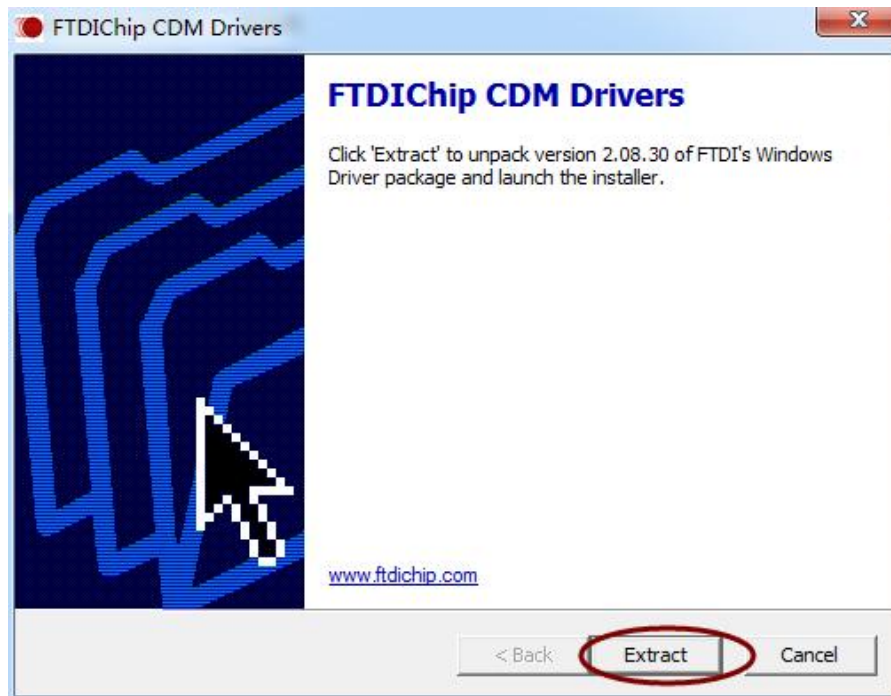 FTDIChip CDM Drivers
FTDIChip CDM Drivers
Click 'Extract' to unpack version 2.08.30 of FTDI's Windows
Driver package and launch the installer.
www.ftdichip.com
< Back Extract Cancel